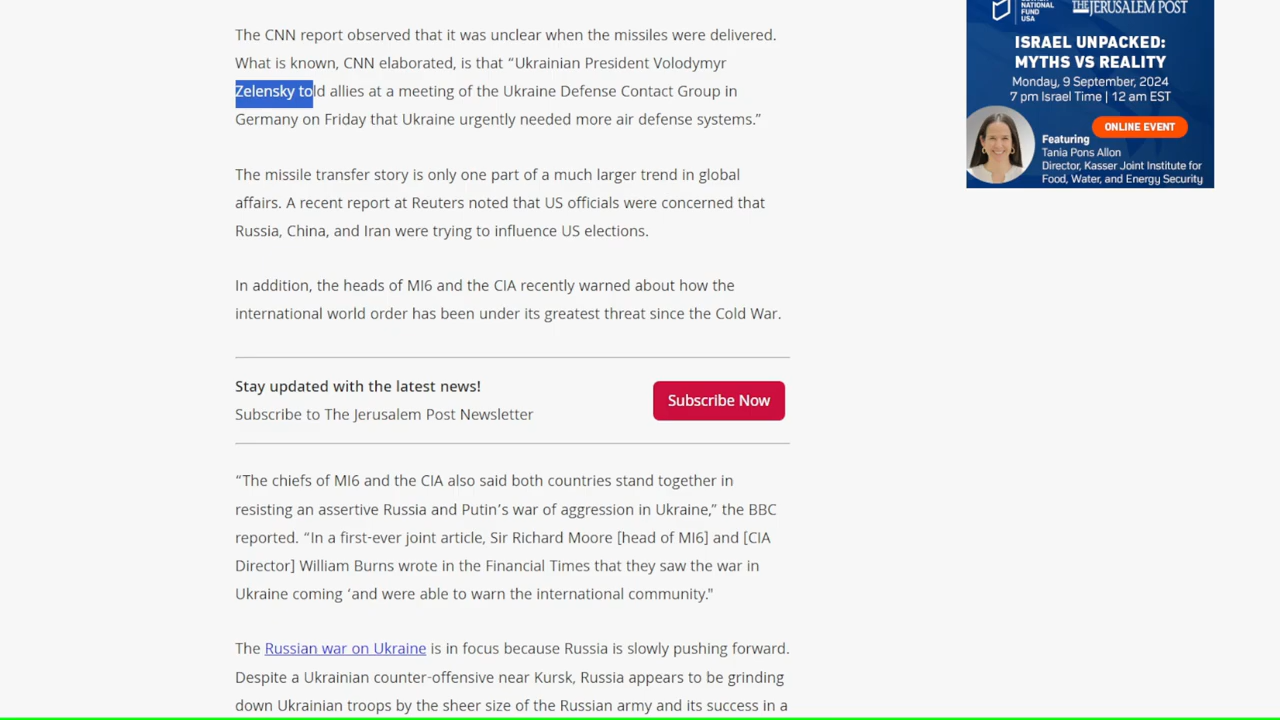 The CNN report observed that it was unclear when the missiles were delivered.
What is known, CNN elaborated, is that “Ukrainian President Volodymyr
Zelensky told allies at a meeting of the Ukraine Defense Contact Group in
Germany on Friday that Ukraine urgently needed more air defense systems.”
The missile transfer story is only one part of a much larger trend in global
affairs. A recent report at Reuters noted that US officials were concerned that
Russia, China, and Iran were trying to influence US elections.
In addition, the heads of MI6 and the CIA recently warned about how the
international world order has been under its greatest threat since the Cold War.
Stay updated with the latest news!
Subscribe to The Jerusalem Post Newsletter
Subscribe Now
“The chiefs of MI6 and the CIA also said both countries stand together in
resisting an assertive Russia and Putin’s war of aggression in Ukraine,” the BBC
reported. “In a first-ever joint article, Sir Richard Moore [head of MI6] and [CIA
Director] William Burns wrote in the Financial Times that they saw the war in
Ukraine coming ‘and were able to warn the international community."
The Russian war on Ukraine is in focus because Russia is slowly pushing forward.
Despite a Ukrainian counter-offensive near Kursk, Russia appears to be grinding
down Ukrainian troops by the sheer size of the Russian army and its success in a
NATIONAL
FUND
USA
THE JERUSALEM POST
ISRAEL UNPACKED:
MYTHS VS REALITY
Monday, 9 September, 2024
7 pm Israel Time | 12 am EST
ONLINE EVENT
Featuring
Tania Pons Allon
Director, Kasser Joint Institute for
Food, Water, and Energy Security